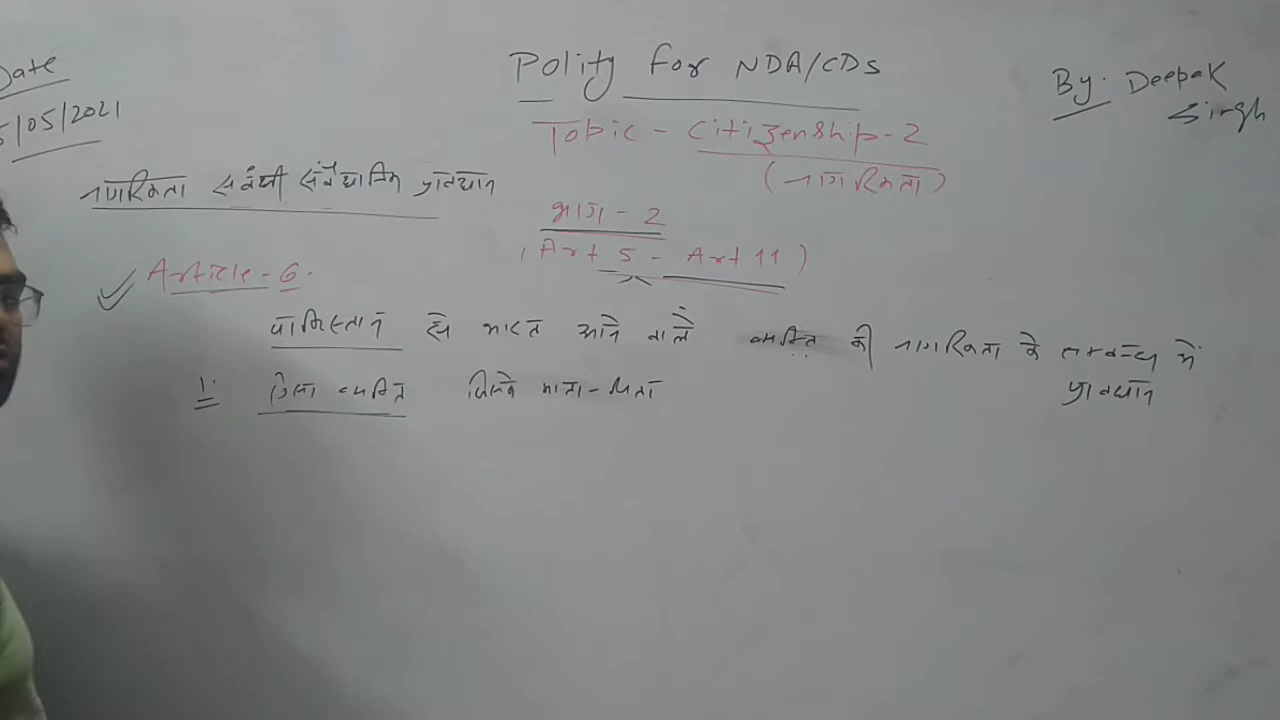 Date
5/05/2021
Polity For NDA/CDS
By: Deepak
Singh
Topic - Citizenship-2
(नागरिकता)
नागरिकता सबंधी संवैधानिक प्रावधान
भाग - 2
(Art 5 - Art 11)
Article - 6.
पाकिस्तान से भारत आने वाले व्यक्ति की नागरिकता के सम्बन्ध में
प्रावधान
1. ऐसा व्यक्ति जिसके माता-पिता